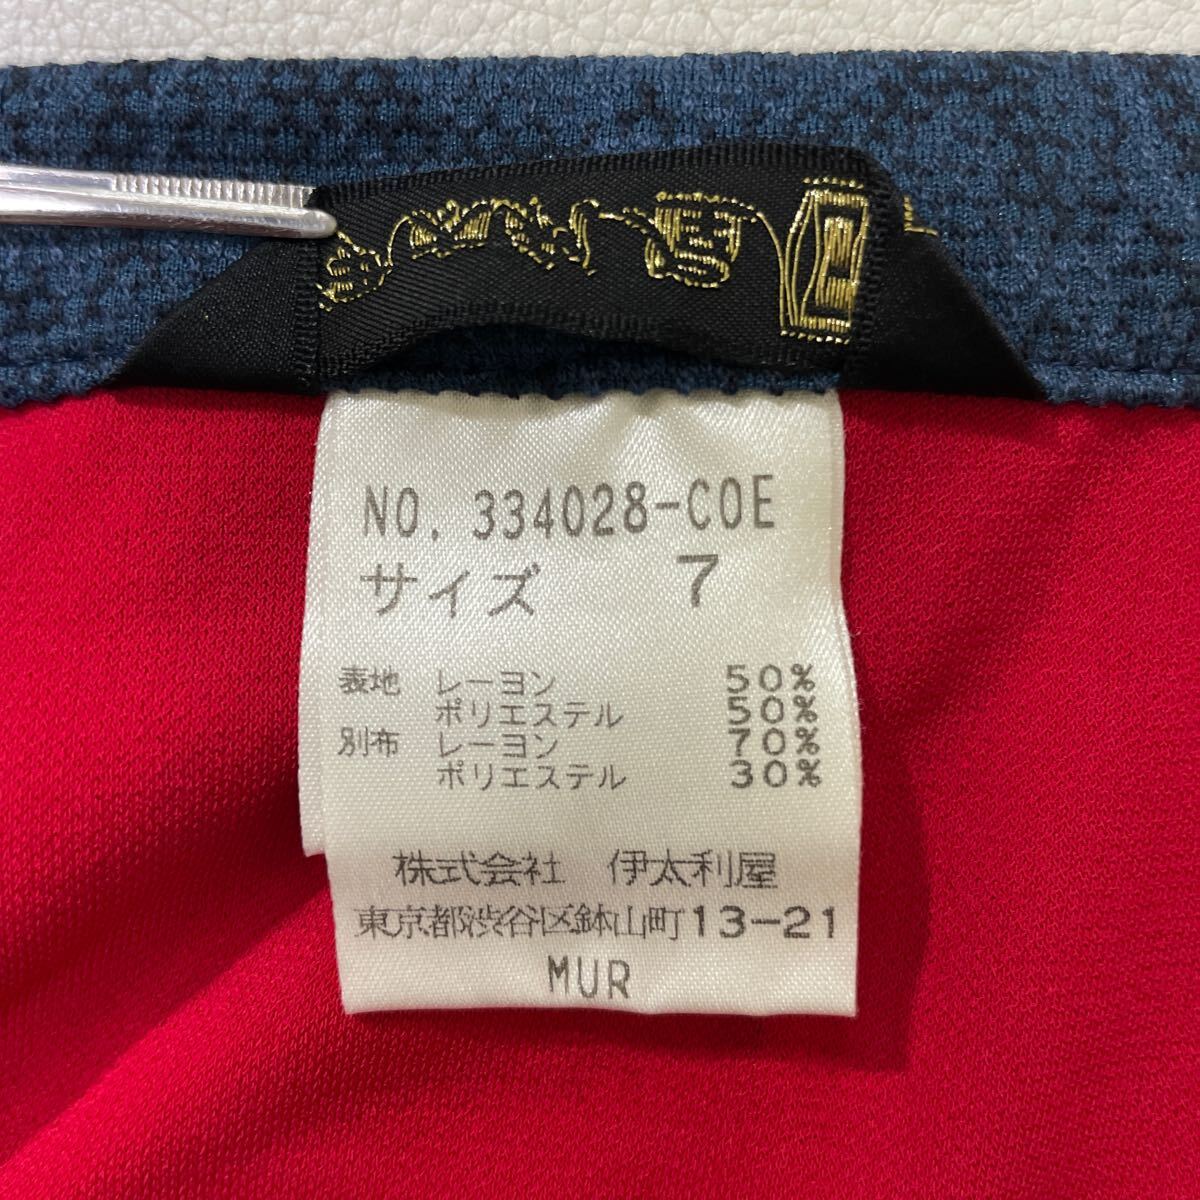 NO. 334028-COE
サイズ 7
表地 レーヨン 50%
ポリエステル 50%
別布 レーヨン 70%
ポリエステル 30%
株式会社 伊太利屋
東京都渋谷区鉢山町13-21
MUR